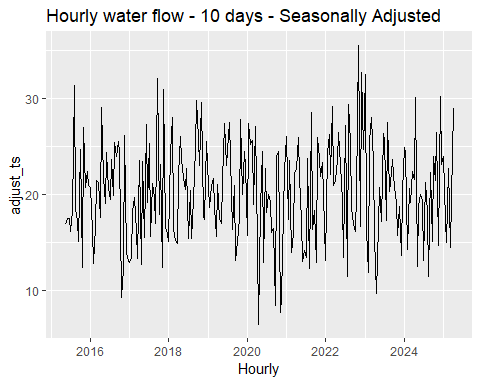 Hourly water flow - 10 days - Seasonally Adjusted
30
20
10
adjust_ts
2016 2018 2020 2022 2024
Hourly